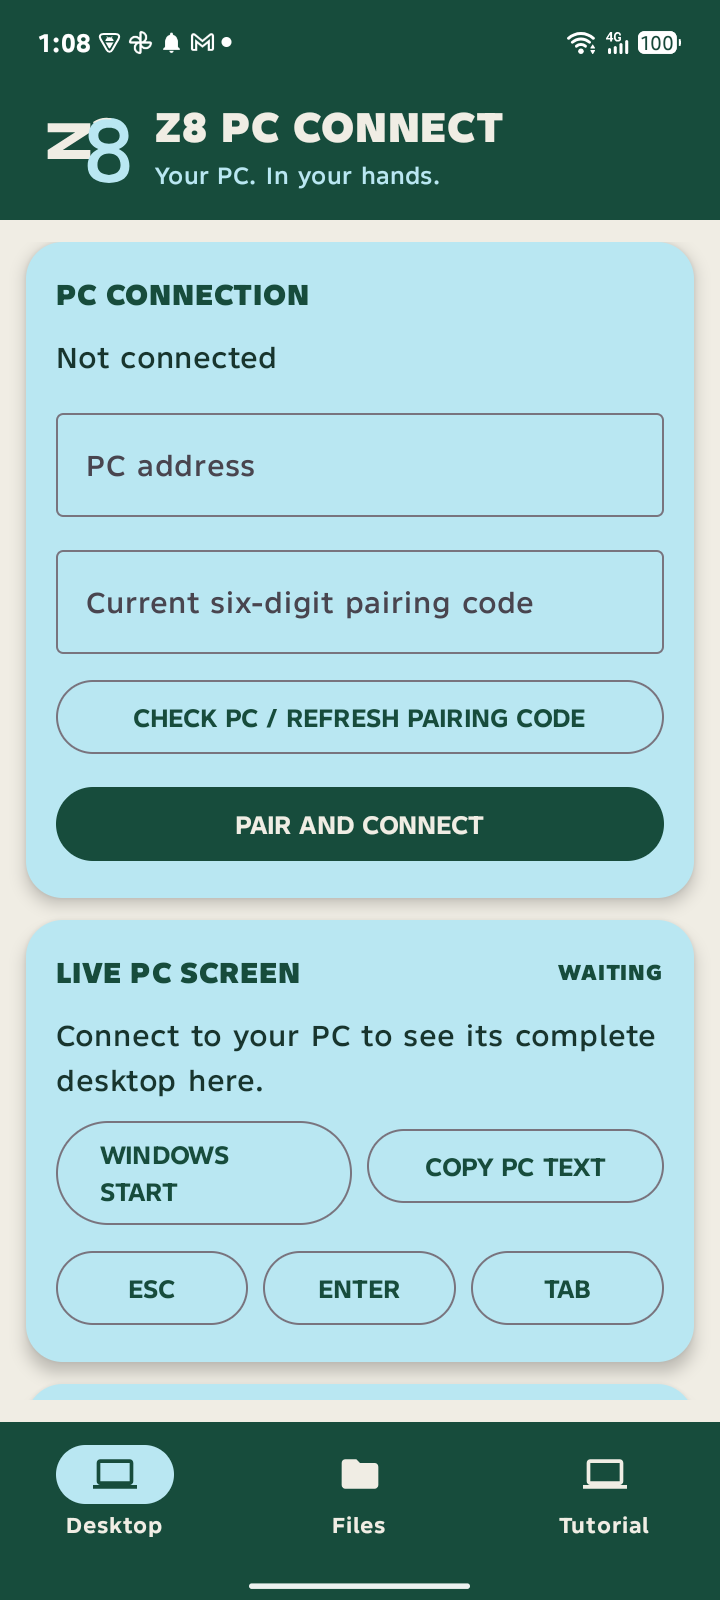 1:08
4G
100
Z8
Z8 PC CONNECT
Your PC. In your hands.
PC CONNECTION
Not connected
PC address
Current six-digit pairing code
CHECK PC / REFRESH PAIRING CODE
PAIR AND CONNECT
LIVE PC SCREEN
WAITING
Connect to your PC to see its complete
desktop here.
WINDOWS
START
COPY PC TEXT
ESC
ENTER
TAB
Desktop
Files
Tutorial